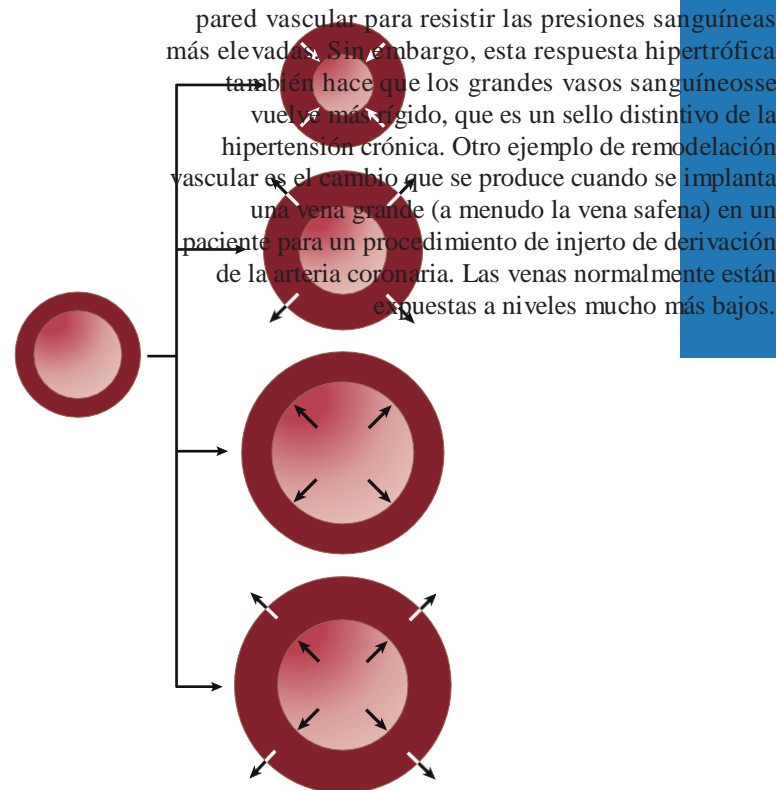 pared vascular para resistir las presiones sanguíneas
más elevadas. Sin embargo, esta respuesta hipertrófica
también hace que los grandes vasos sanguíneosse
vuelve más rígido, que es un sello distintivo de la
hipertensión crónica. Otro ejemplo de remodelación
vascular es el cambio que se produce cuando se implanta
una vena grande (a menudo la vena safena) en un
paciente para un procedimiento de injerto de derivación
de la arteria coronaria. Las venas normalmente están
expuestas a niveles mucho más bajos.